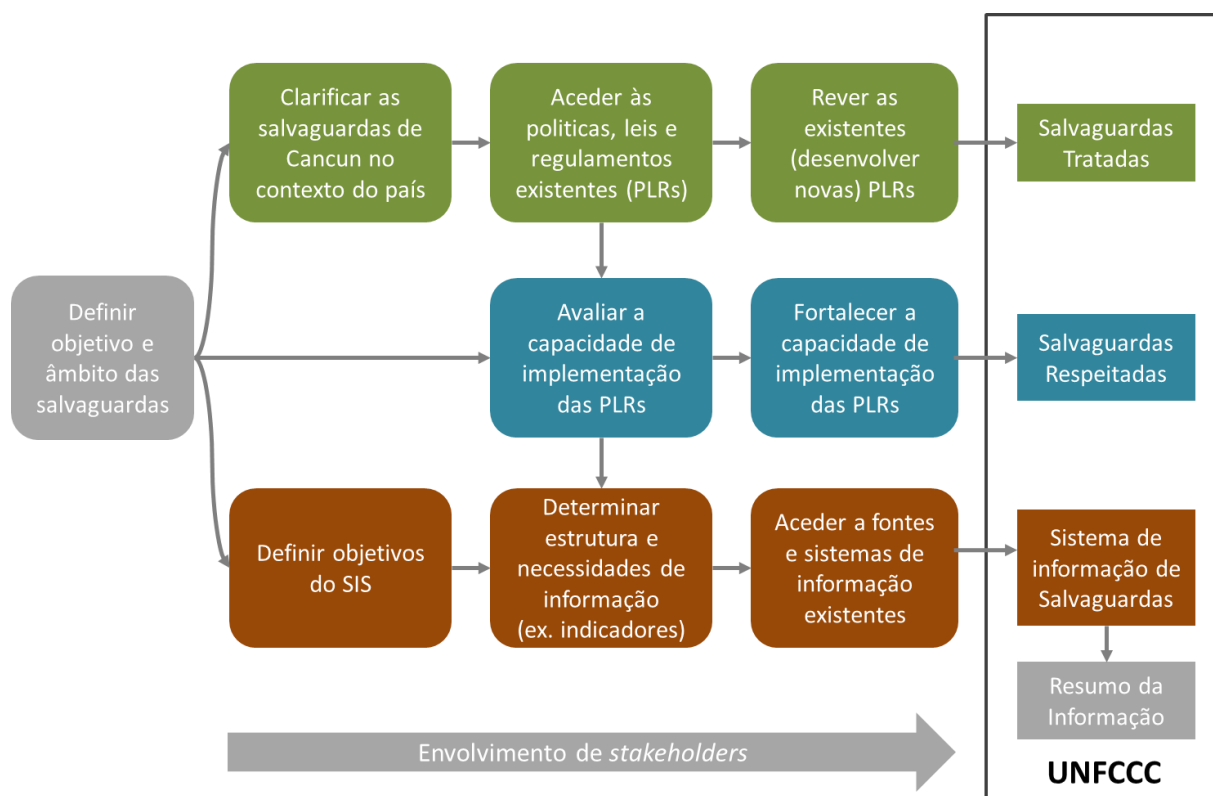 Clarificar as
salvaguardas de
Cancun no
contexto do país
Aceder às
politicas, leis e
regulamentos
existentes (PLRs)
Rever as
existentes
(desenvolver
novas) PLRs
Salvaguardas
Tratadas
Definir
objetivo e
âmbito das
salvaguardas
Avaliar a
capacidade de
implementação
das PLRs
Fortalecer a
capacidade de
implementação
das PLRs
Salvaguardas
Respeitadas
Definir objetivos
do SIS
Determinar
estrutura e
necessidades de
informação
(ex. indicadores)
Aceder a fontes
e sistemas de
informação
existentes
Sistema de
informação de
Salvaguardas
Resumo da
Informação
Envolvimento de stakeholders
UNFCCC